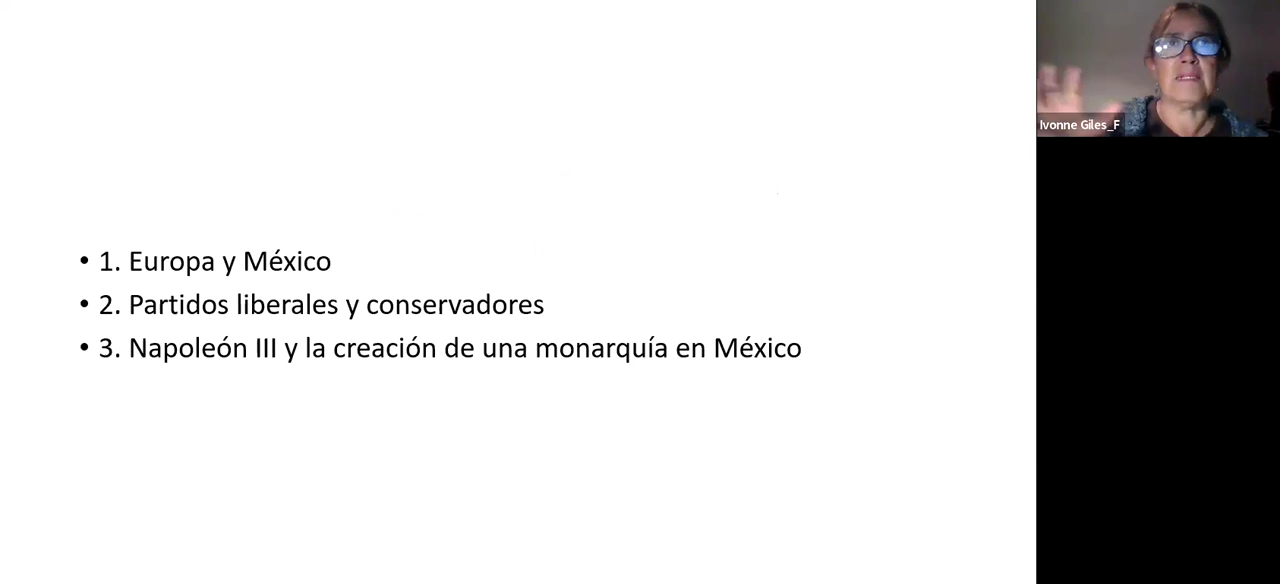 • 1. Europa y México
• 2. Partidos liberales y conservadores
• 3. Napoleón III y la creación de una monarquía en México
Ivonne Giles_F